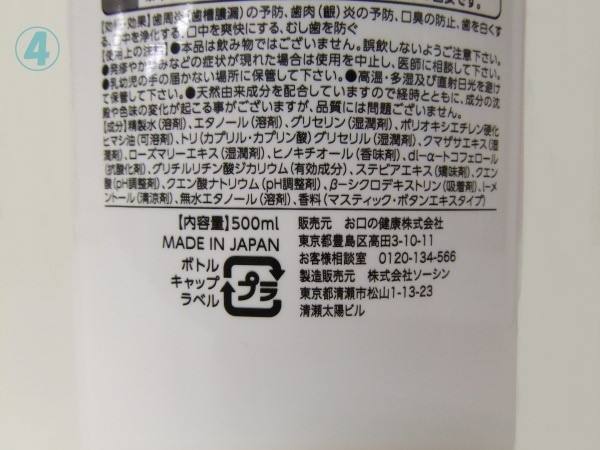 ④
【効能・効果】歯周炎(歯槽膿漏)の予防、歯肉(齦)炎の予防、口臭の防止、歯を白くす
る、口中を浄化する、口中を爽快にする、むし歯を防ぐ
【使用上の注意】●本品は飲み物ではございません。誤飲しないようご注意下さい。
●発疹やかゆみなどの症状が現れた場合は使用を中止し、医師に相談して下さい。
●乳幼児の手の届かない場所に保管して下さい。●高温・多湿及び直射日光を避け
て保管して下さい。●天然由来成分を配合していますので経時とともに、成分の沈
殿や色味の変化が起こる事がございますが、品質には問題ございません。
【成分】精製水(溶剤)、エタノール(溶剤)、グリセリン(湿潤剤)、ポリオキシエチレン硬化
ヒマシ油(可溶剤)、トリ(カプリル・カプリン酸)グリセリル(湿潤剤)、クマザサエキス(湿
潤剤)、ローズマリーエキス(湿潤剤)、ヒノキチオール(香味剤)、dl-α-トコフェロール
(抗酸化剤)、グリチルリチン酸ジカリウム(有効成分)、ステビアエキス(矯味剤)、クエン
酸(pH調整剤)、クエン酸ナトリウム(pH調整剤)、β-シクロデキストリン(吸着剤)、l-メ
ントール(清涼剤)、無水エタノール(溶剤)、香料(マスティック・ボタンエキスタイプ)
【内容量】500ml
MADE IN JAPAN
ボトル
キャップ
ラベル
プラ
販売元 お口の健康株式会社
東京都豊島区高田3-10-11
お客様相談室 0120-134-566
製造販売元 株式会社ソーシン
東京都清瀬市松山1-13-23
清瀬太陽ビル